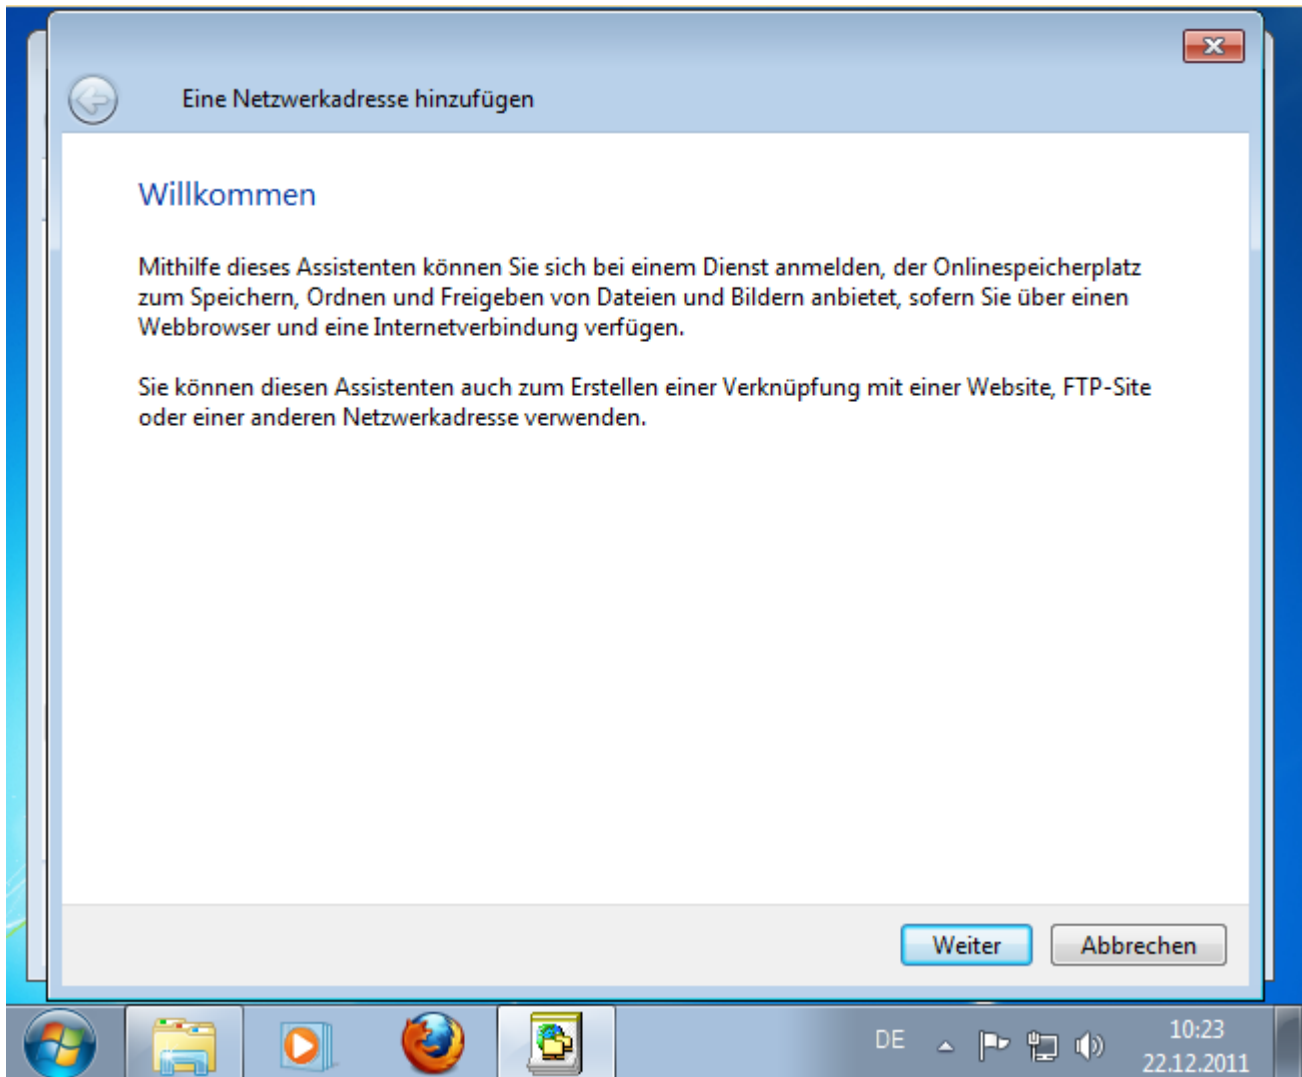 Eine Netzwerkadresse hinzufügen
Willkommen
Mithilfe dieses Assistenten können Sie sich bei einem Dienst anmelden, der Onlinespeicherplatz
zum Speichern, Ordnen und Freigeben von Dateien und Bildern anbietet, sofern Sie über einen
Webbrowser und eine Internetverbindung verfügen.
Sie können diesen Assistenten auch zum Erstellen einer Verknüpfung mit einer Website, FTP-Site
oder einer anderen Netzwerkadresse verwenden.
Weiter
Abbrechen
DE
10:23
22.12.2011